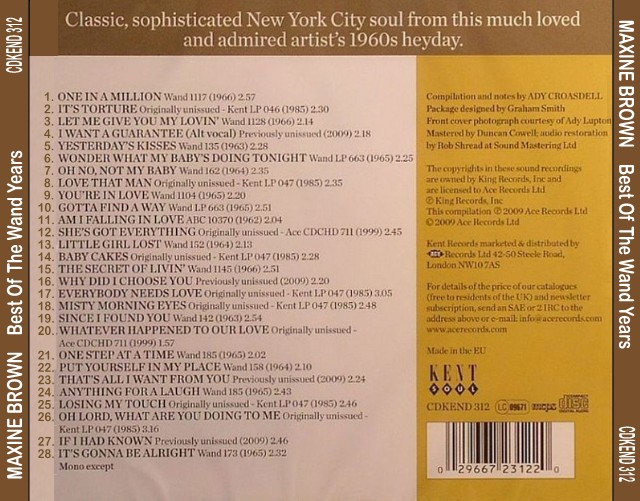 CDKEND 312
Best Of The Wand Years
MAXINE BROWN
Classic, sophisticated New York City soul from this much loved
and admired artist's 1960s heyday.
1. ONE IN A MILLION Wand 1117 (1966) 2.57
2. IT'S TORTURE Originally unissued - Kent LP 046 (1985) 2.30
3. LET ME GIVE YOU MY LOVIN' Wand 1128 (1966) 2.14
4. I WANT A GUARANTEE (Alt vocal) Previously unissued (2009) 2.18
5. YESTERDAY'S KISSES Wand 135 (1963) 2.28
6. WONDER WHAT MY BABY'S DOING TONIGHT Wand LP 663 (1965) 2.25
7. OH NO, NOT MY BABY Wand 162 (1964) 2.35
8. LOVE THAT MAN Originally unissued - Kent LP 047 (1985) 2.35
9. YOU'RE IN LOVE Wand 1104 (1965) 2.20
10. GOTTA FIND A WAY Wand LP 663 (1965) 2.51
11. AM I FALLING IN LOVE ABC 10370 (1962) 2.04
12. SHE'S GOT EVERYTHING Originally unissued - Ace CDCHD 711 (1999) 2.45
13. LITTLE GIRL LOST Wand 152 (1964) 2.13
14. BABY CAKES Originally unissued - Kent LP 047 (1985) 2.28
15. THE SECRET OF LIVIN' Wand 1145 (1966) 2.51
16. WHY DID I CHOOSE YOU Previously unissued (2009) 2.20
17. EVERYBODY NEEDS LOVE Originally unissued - Kent LP 047 (1985) 3.05
18. MISTY MORNING EYES Originally unissued - Kent LP 047 (1985) 2.48
19. SINCE I FOUND YOU Wand 142 (1963) 2.54
20. WHATEVER HAPPENED TO OUR LOVE Originally unissued -
Ace CDCHD 711 (1999) 1.57
21. ONE STEP AT A TIME Wand 185 (1965) 2.02
22. PUT YOURSELF IN MY PLACE Wand 158 (1964) 2.10
23. THAT'S ALL I WANT FROM YOU Previously unissued (2009) 2.24
24. ANYTHING FOR A LAUGH Wand 185 (1965) 2.43
25. LOSING MY TOUCH Originally unissued - Kent LP 047 (1985) 2.46
26. OH LORD, WHAT ARE YOU DOING TO ME Originally unissued -
Kent LP 047 (1985) 3.16
27. IF I HAD KNOWN Previously unissued (2009) 2.46
28. IT'S GONNA BE ALRIGHT Wand 173 (1965) 2.32
Mono except
Compilation and notes by ADY CROASDELL
Package designed by Graham Smith
Front cover photograph courtesy of Ady Lupton
Mastered by Duncan Cowell; audio restoration
by Rob Shread at Sound Mastering Ltd
The copyrights in these sound recordings
are owned by King Records, Inc and
are licensed to Ace Records Ltd
℗ King Records, Inc
This compilation ℗ 2009 Ace Records Ltd
© 2009 Ace Records Ltd
Kent Records marketed & distributed by
Records Ltd 42-50 Steele Road,
London NW10 7AS
For details of the price of our catalogues
(free to residents of the UK) and newsletter
subscription, send an SAE or 2 IRC to the
address above or e-mail: info@acerecords.com
www.acerecords.com
Made in the EU
KENT
SOUL
CDKEND 312
LC 09671
mcps
disc
0 29667 23122 0
MAXINE BROWN
Best Of The Wand Years
CDKEND 312